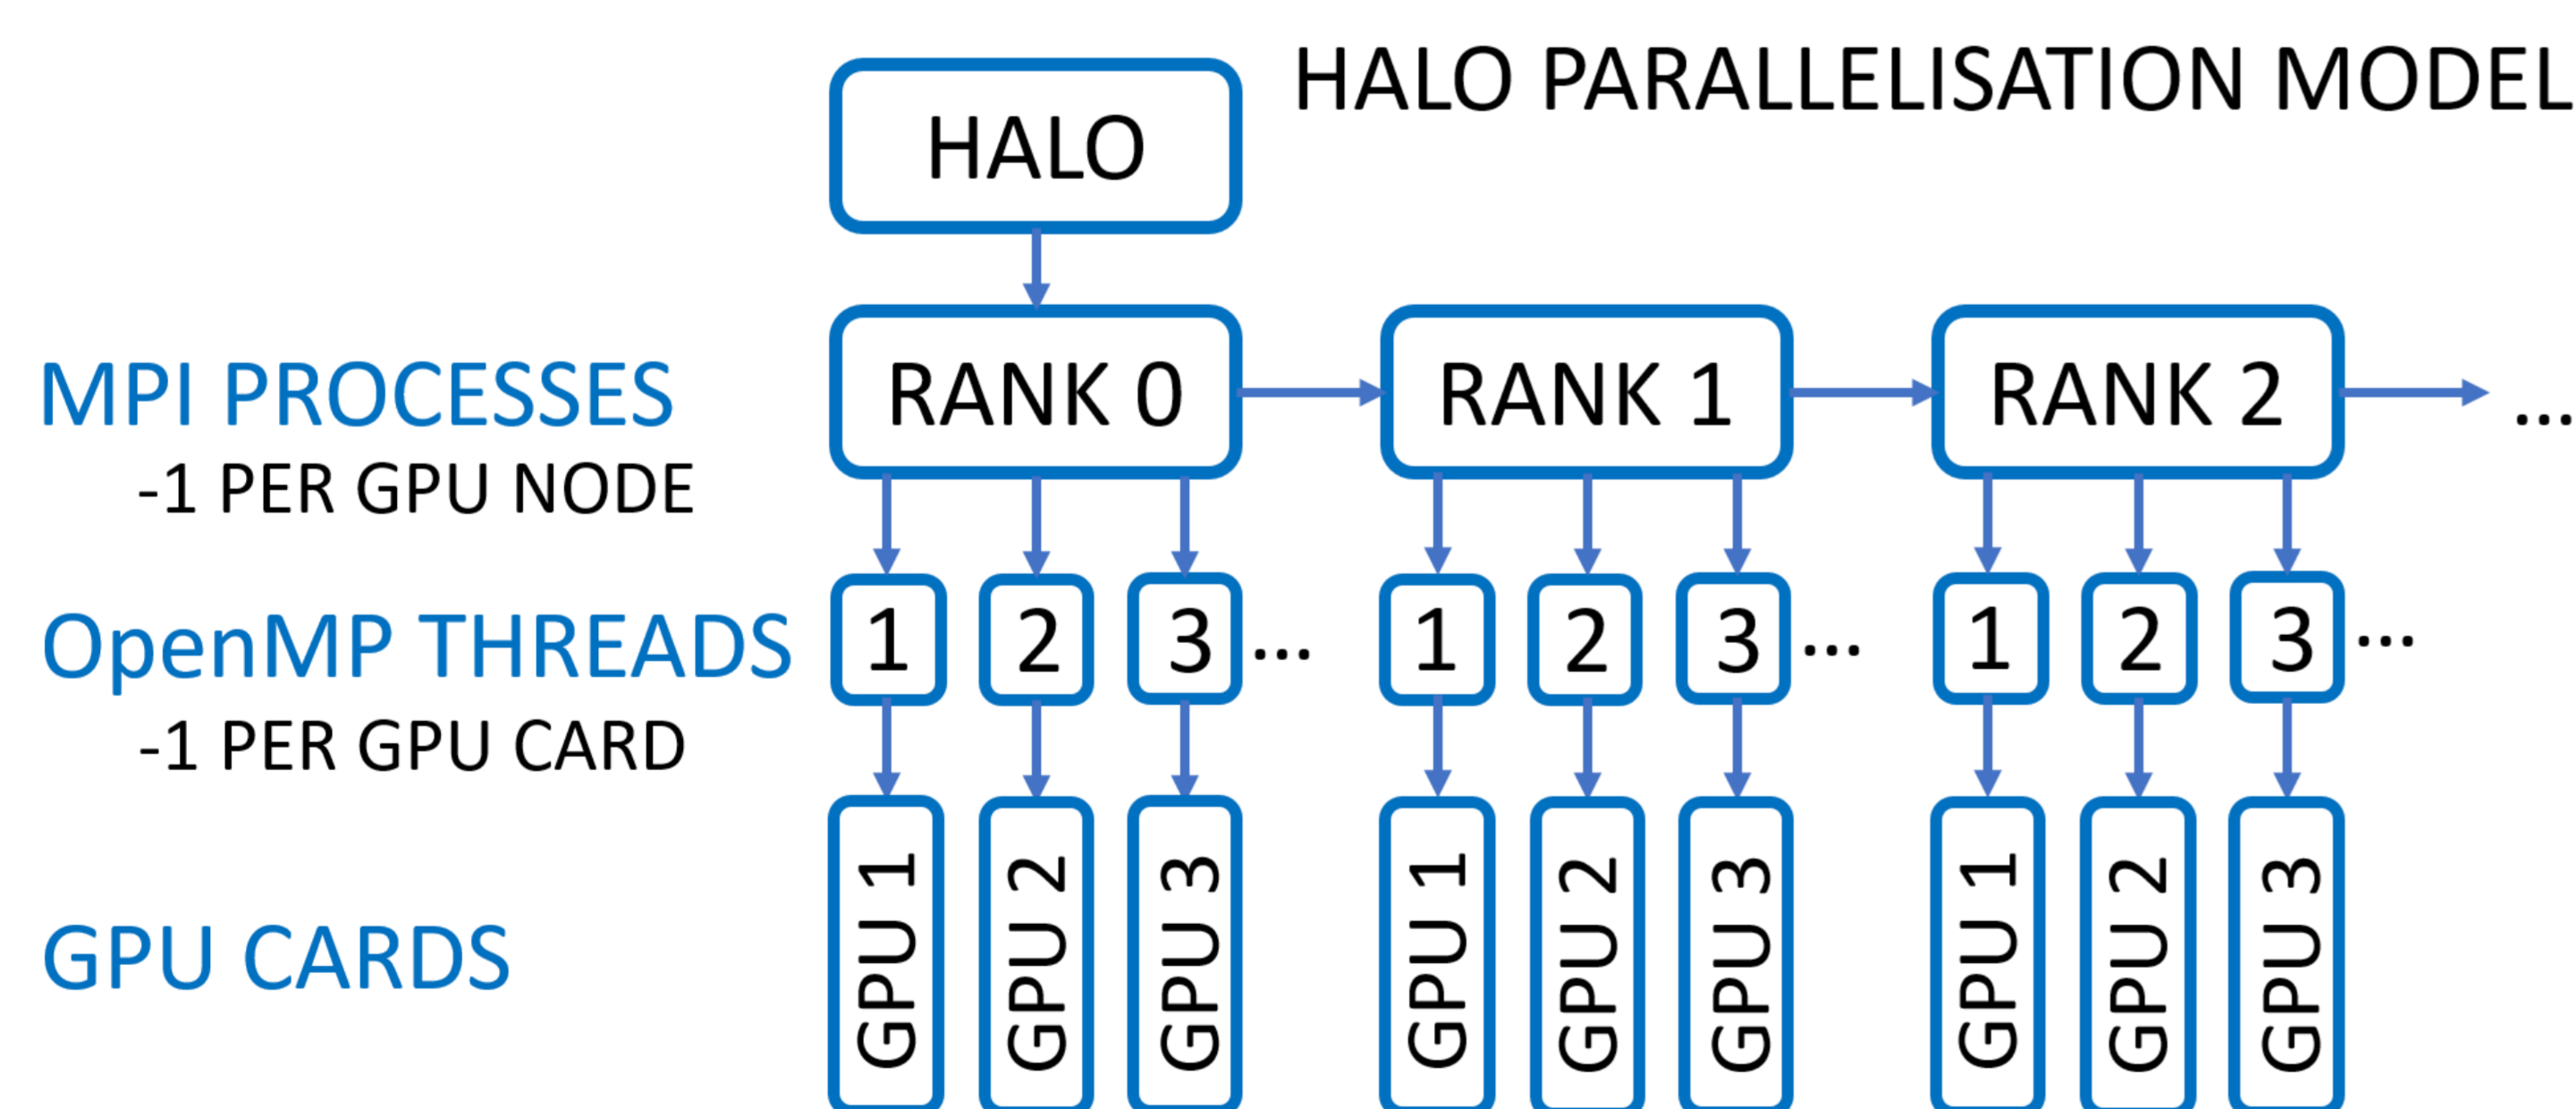 HALO PARALLELISATION MODEL
HALO
MPI PROCESSES
-1 PER GPU NODE
RANK 0
RANK 1
RANK 2
...
OpenMP THREADS
-1 PER GPU CARD
1 2 3 ... 1 2 3 ... 1 2 3 ...
GPU CARDS
GPU 1
GPU 2
GPU 3
GPU 1
GPU 2
GPU 3
GPU 1
GPU 2
GPU 3